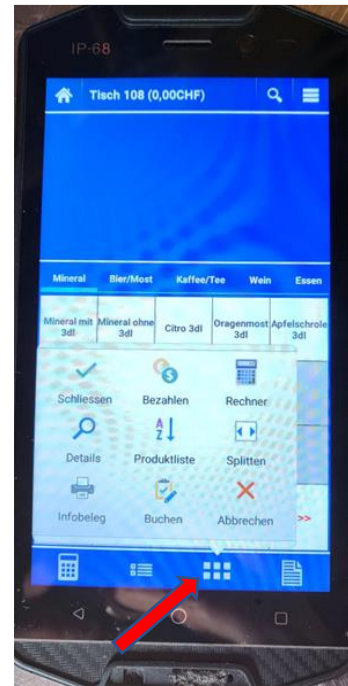 IP-68
Tisch 108 (0,00CHF)
Mineral Bier/Most Kaffee/Tee Wein Essen
Mineral mit 3dl
Mineral ohne 3dl
Citro 3dl
Oragenmost 3dl
Apfelschrole 3dl
Schliessen Bezahlen Rechner
Details Produktliste Splitten
Infobeleg Buchen Abbrechen
>>